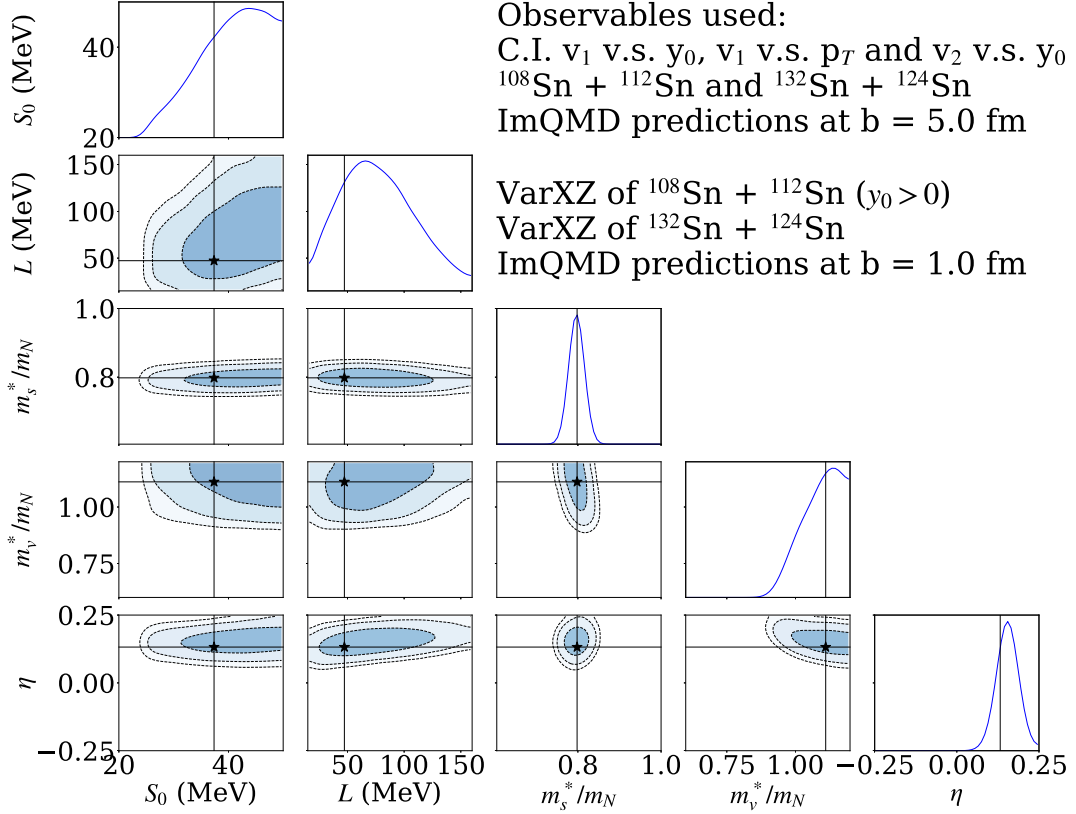 Observables used:
C.I. v₁ v.s. y₀, v₁ v.s. p_T and v₂ v.s. y₀
¹⁰⁸Sn + ¹¹²Sn and ¹³²Sn + ¹²⁴Sn
ImQMD predictions at b = 5.0 fm
VarXZ of ¹⁰⁸Sn + ¹¹²Sn (y₀ > 0)
VarXZ of ¹³²Sn + ¹²⁴Sn
ImQMD predictions at b = 1.0 fm
S₀ (MeV)
40
20
L (MeV)
150
100
50
m_s^*/m_N
1.0
0.8
m_v^*/m_N
1.00
0.75
η
0.25
0.00
−0.25
20 40
S₀ (MeV)
50 100 150
L (MeV)
0.8 1.0
m_s^*/m_N
0.75 1.00
m_v^*/m_N
−0.25 0.00 0.25
η